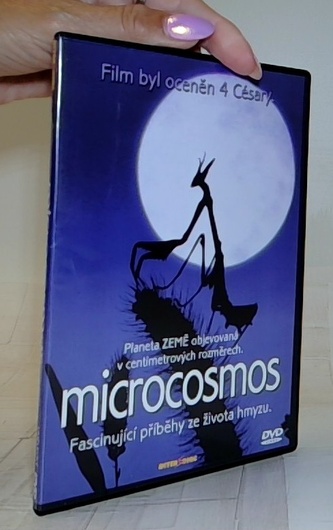 Film byl oceněn 4 Césary.
Planeta ZEMĚ objevovaná
v centimetrových rozměrech.
microcosmos
Fascinující příběhy ze života hmyzu.
DVD